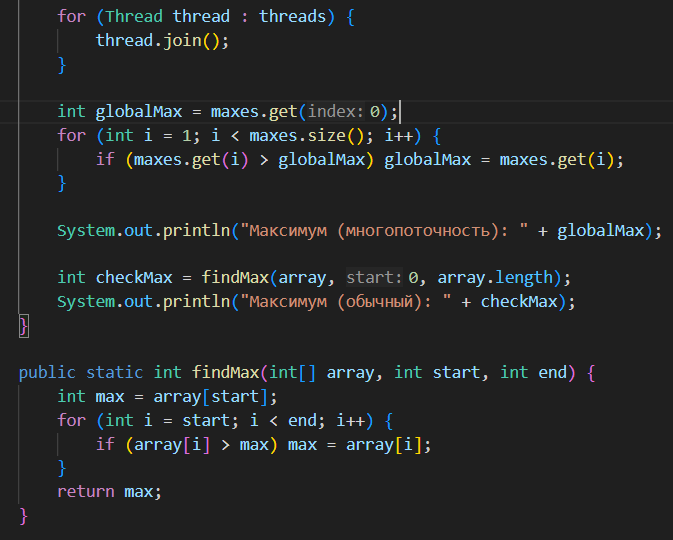 for (Thread thread : threads) {
thread.join();
}
int globalMax = maxes.get(index: 0);
for (int i = 1; i < maxes.size(); i++) {
if (maxes.get(i) > globalMax) globalMax = maxes.get(i);
}
System.out.println("Максимум (многопоточность): " + globalMax);
int checkMax = findMax(array, start: 0, array.length);
System.out.println("Максимум (обычный): " + checkMax);
}
public static int findMax(int[] array, int start, int end) {
int max = array[start];
for (int i = start; i < end; i++) {
if (array[i] > max) max = array[i];
}
return max;
}